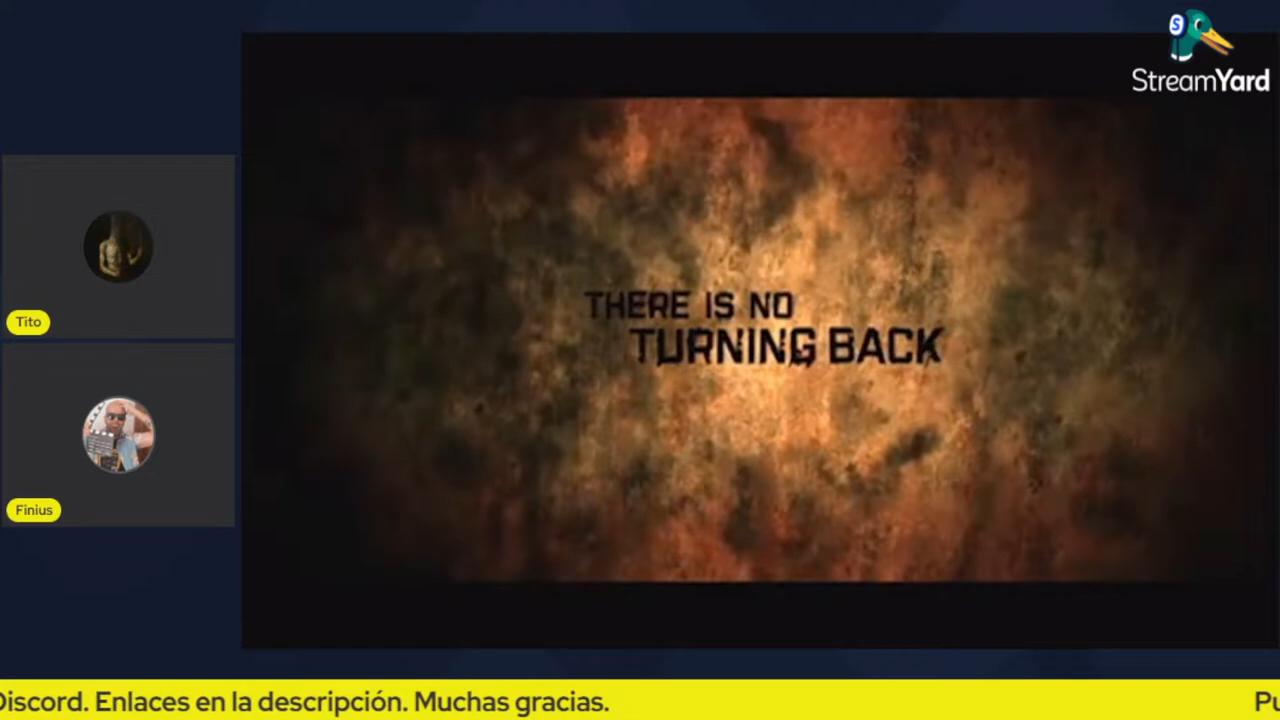 StreamYard
THERE IS NO
TURNING BACK
Tito
Finius
Discord. Enlaces en la descripción. Muchas gracias.